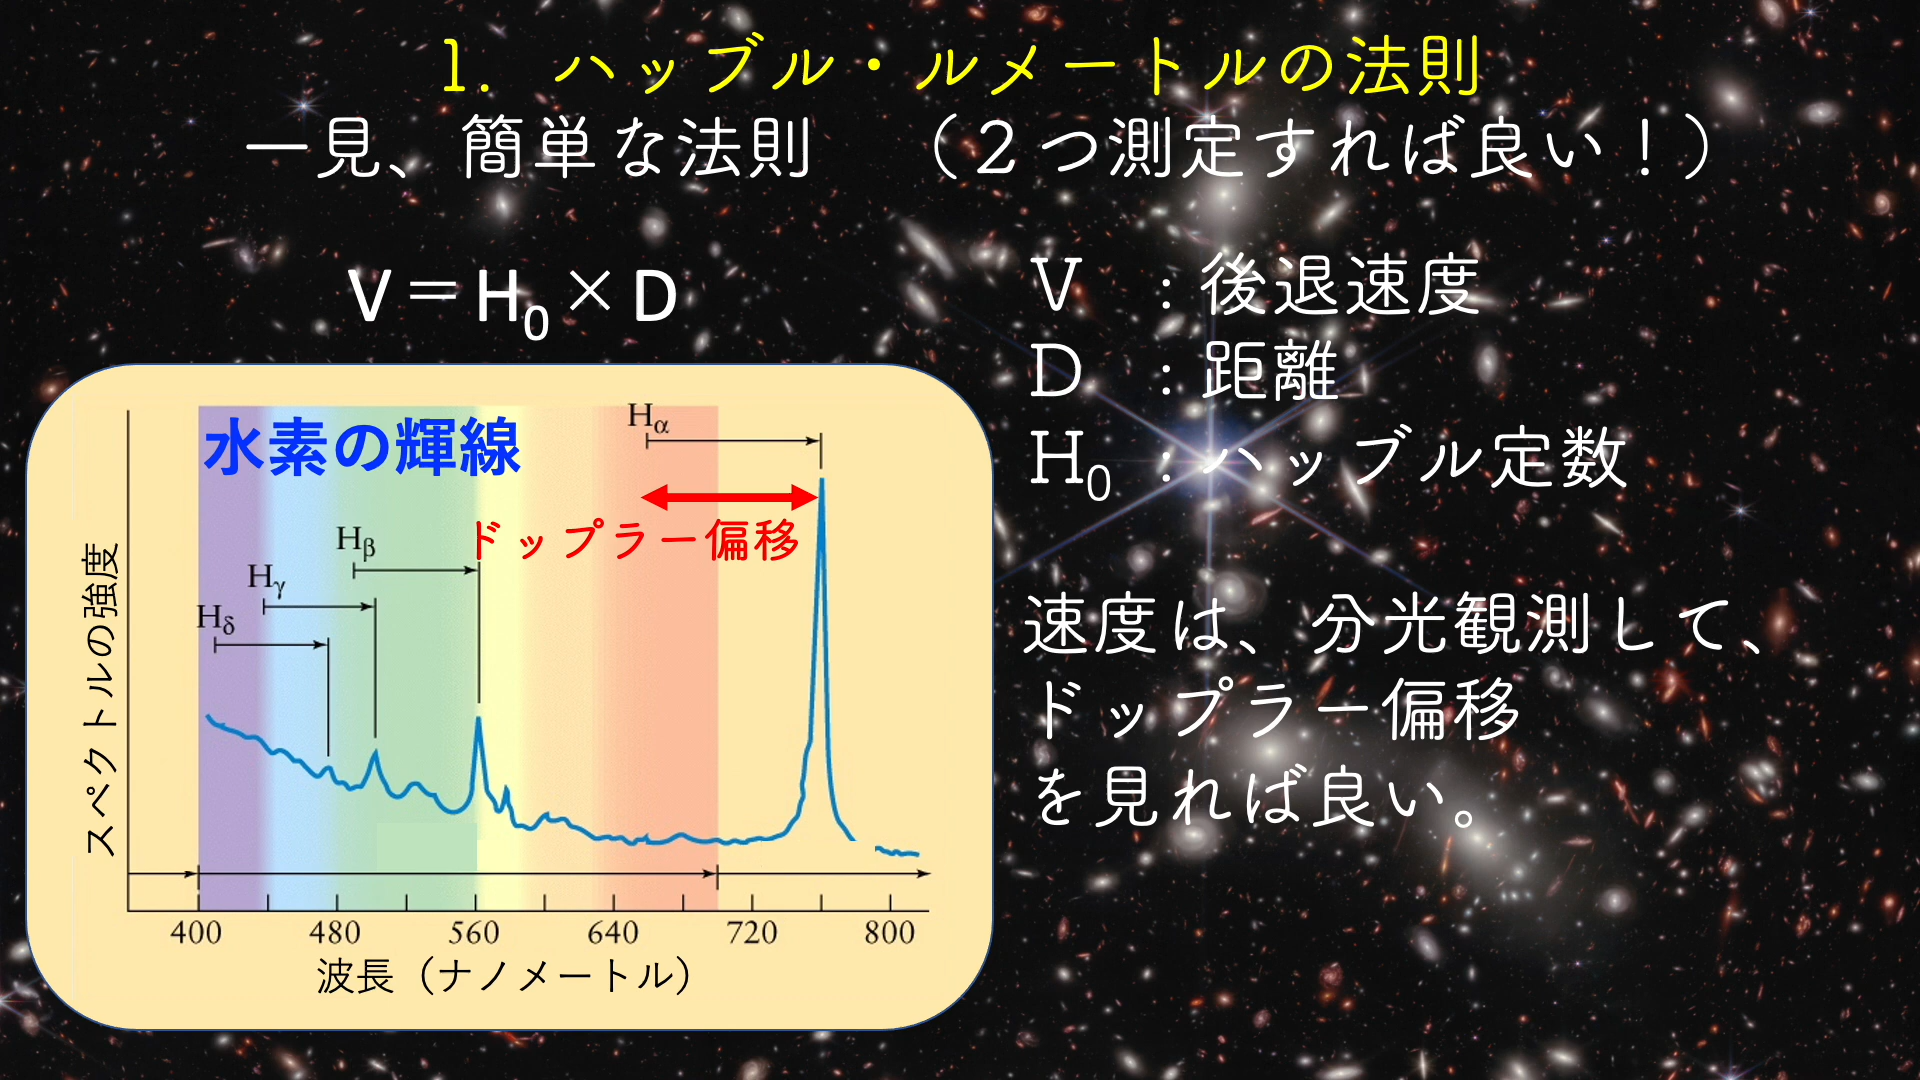 1. ハッブル・ルメートルの法則
一見、簡単な法則 （２つ測定すれば良い！）
V＝H₀×D
V ：後退速度
D ：距離
H₀ ：ハッブル定数
水素の輝線
Hα
ドップラー偏移
Hβ
Hγ
Hδ
スペクトルの強度
400 480 560 640 720 800
波長（ナノメートル）
速度は、分光観測して、
ドップラー偏移
を見れば良い。